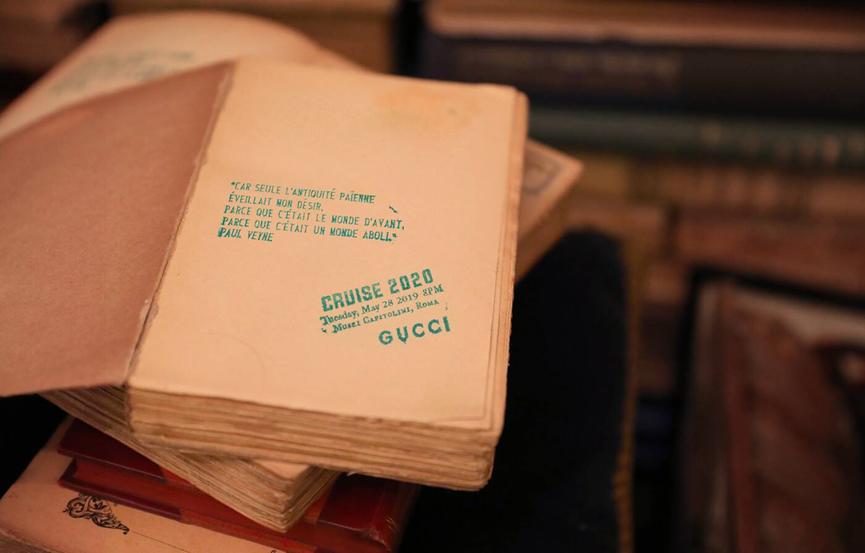 "CAR SEULE L'ANTIQUITÉ PAÏENNE
ÉVEILLAIT MON DÉSIR,
PARCE QUE C'ÉTAIT LE MONDE D'AVANT,
PARCE QUE C'ÉTAIT UN MONDE ABOLI."
PAUL VEYNE
CRUISE 2020
Tuesday, May 28 2019 8PM
Musei Capitolini, Roma
GUCCI